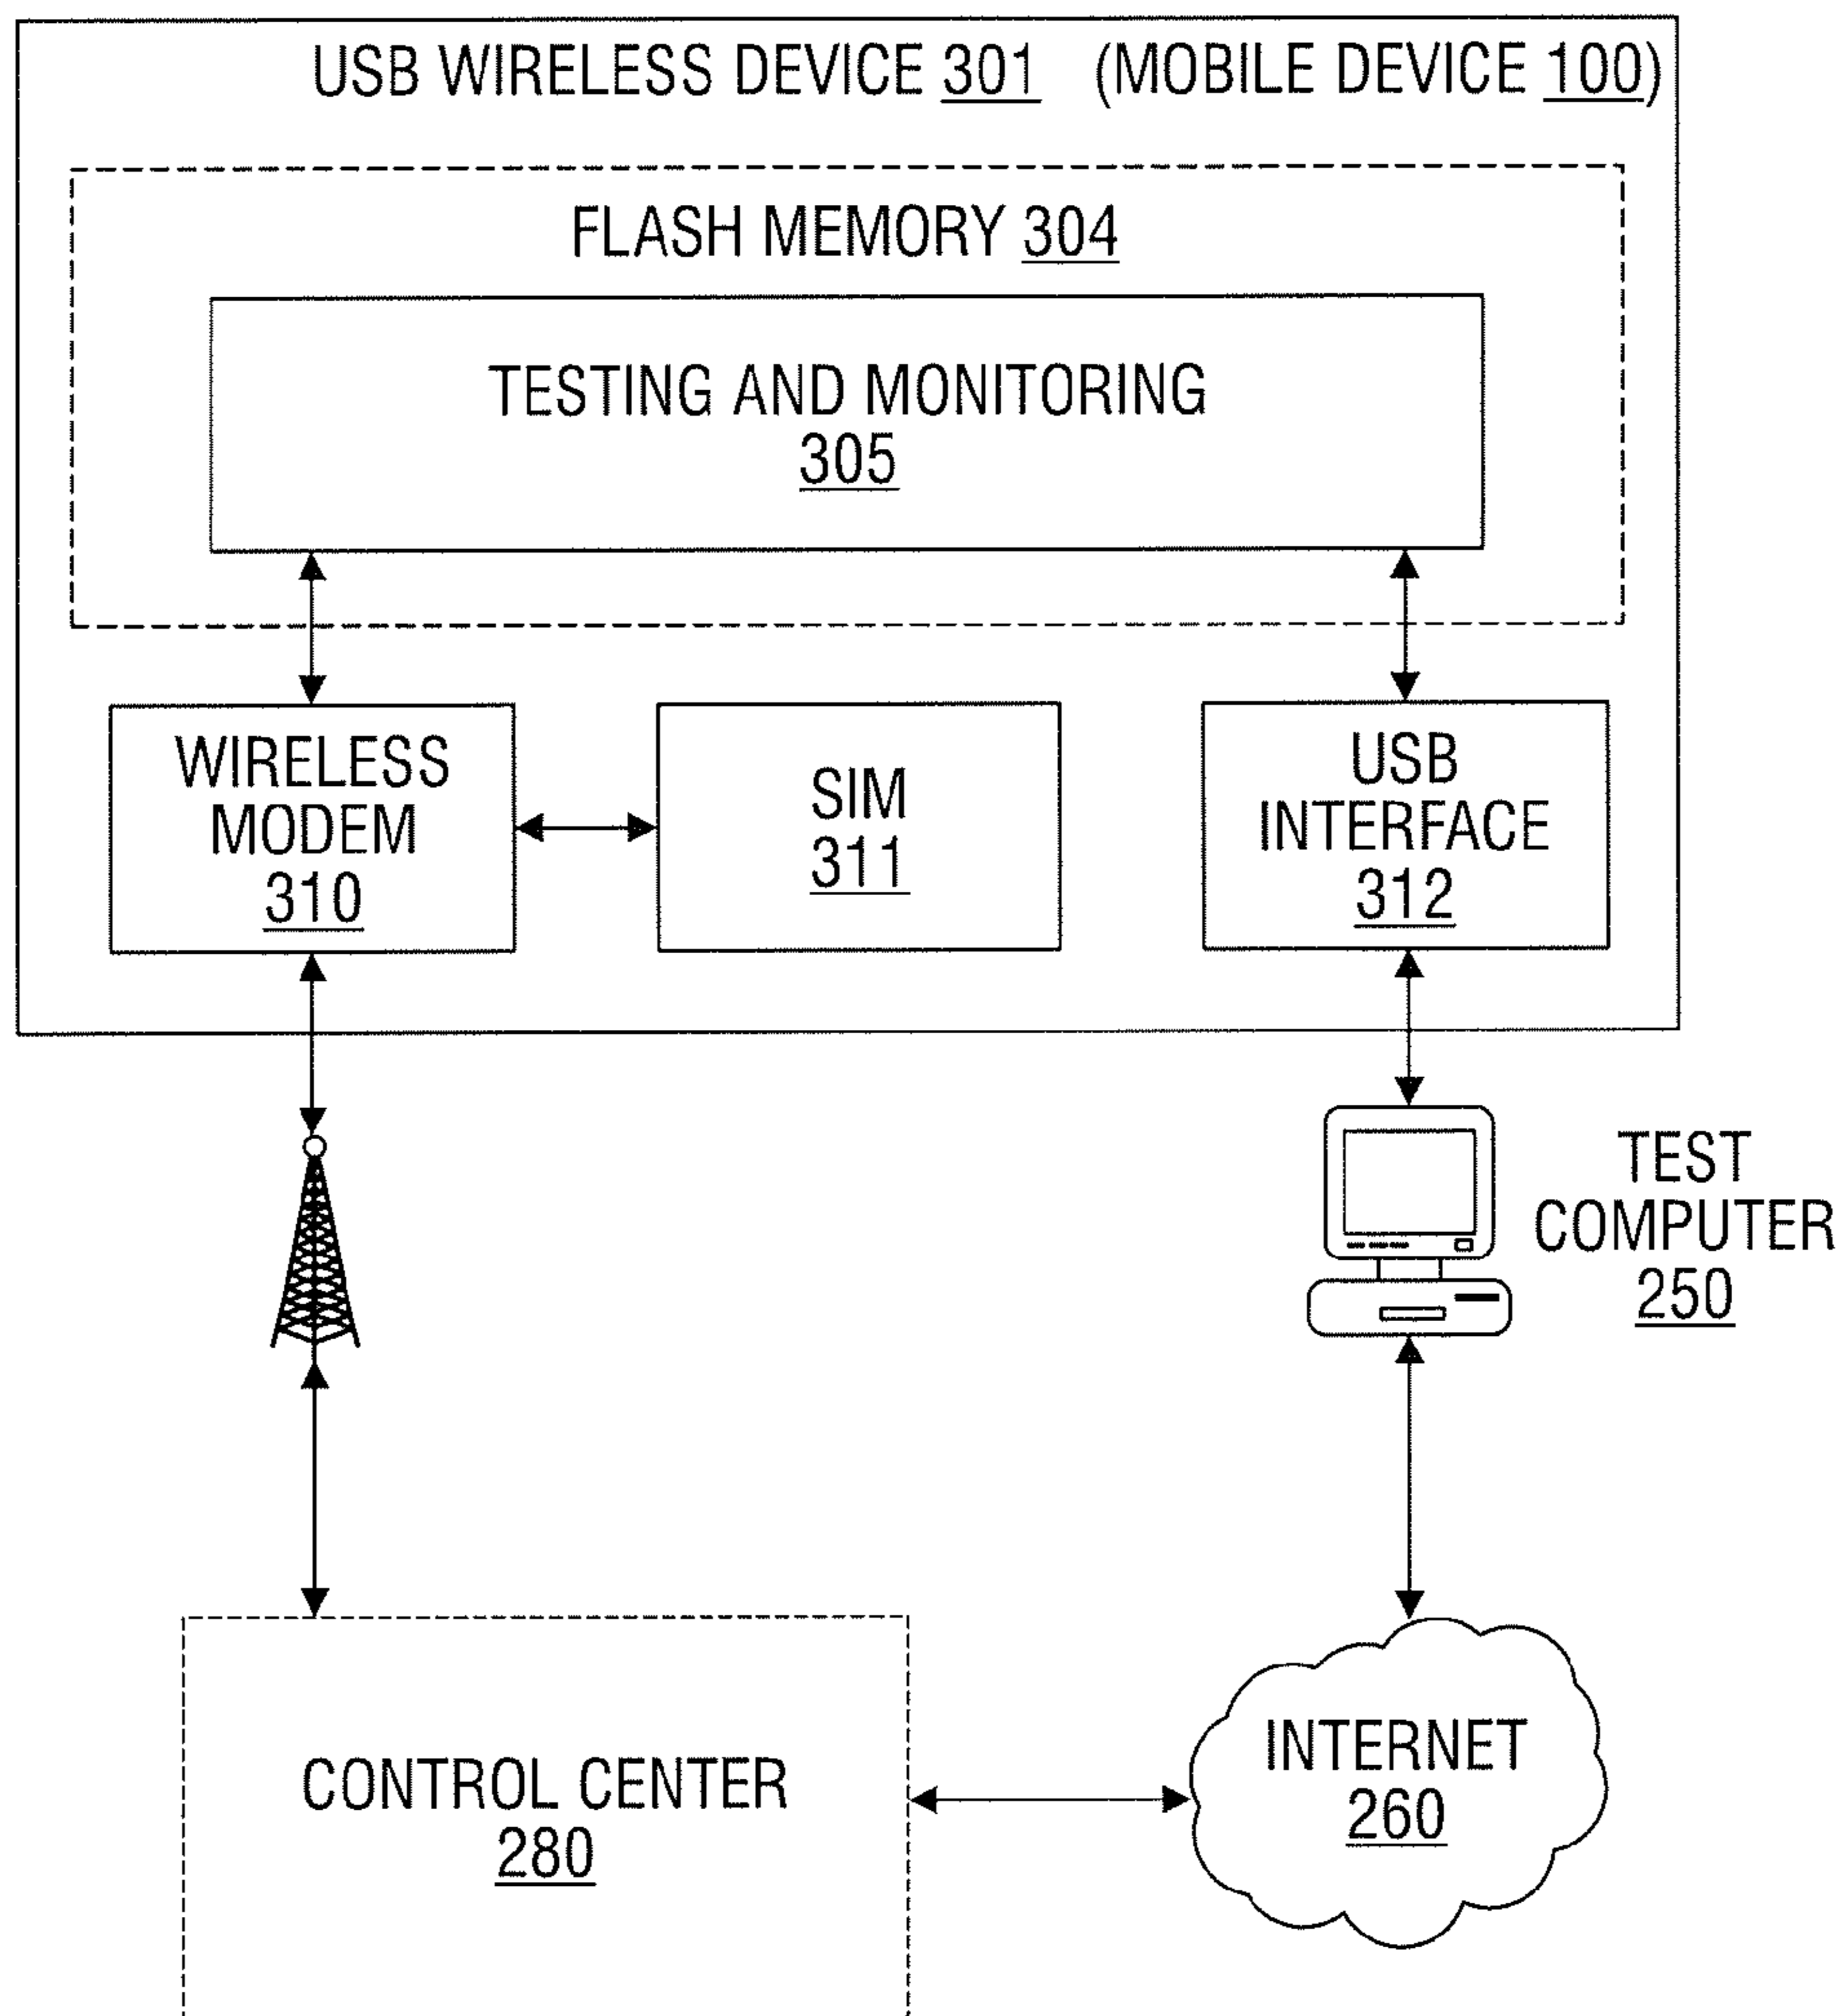 USB WIRELESS DEVICE 301 (MOBILE DEVICE 100)
FLASH MEMORY 304
TESTING AND MONITORING
305
WIRELESS
MODEM
310
SIM
311
USB
INTERFACE
312
TEST
COMPUTER
250
CONTROL CENTER
280
INTERNET
260